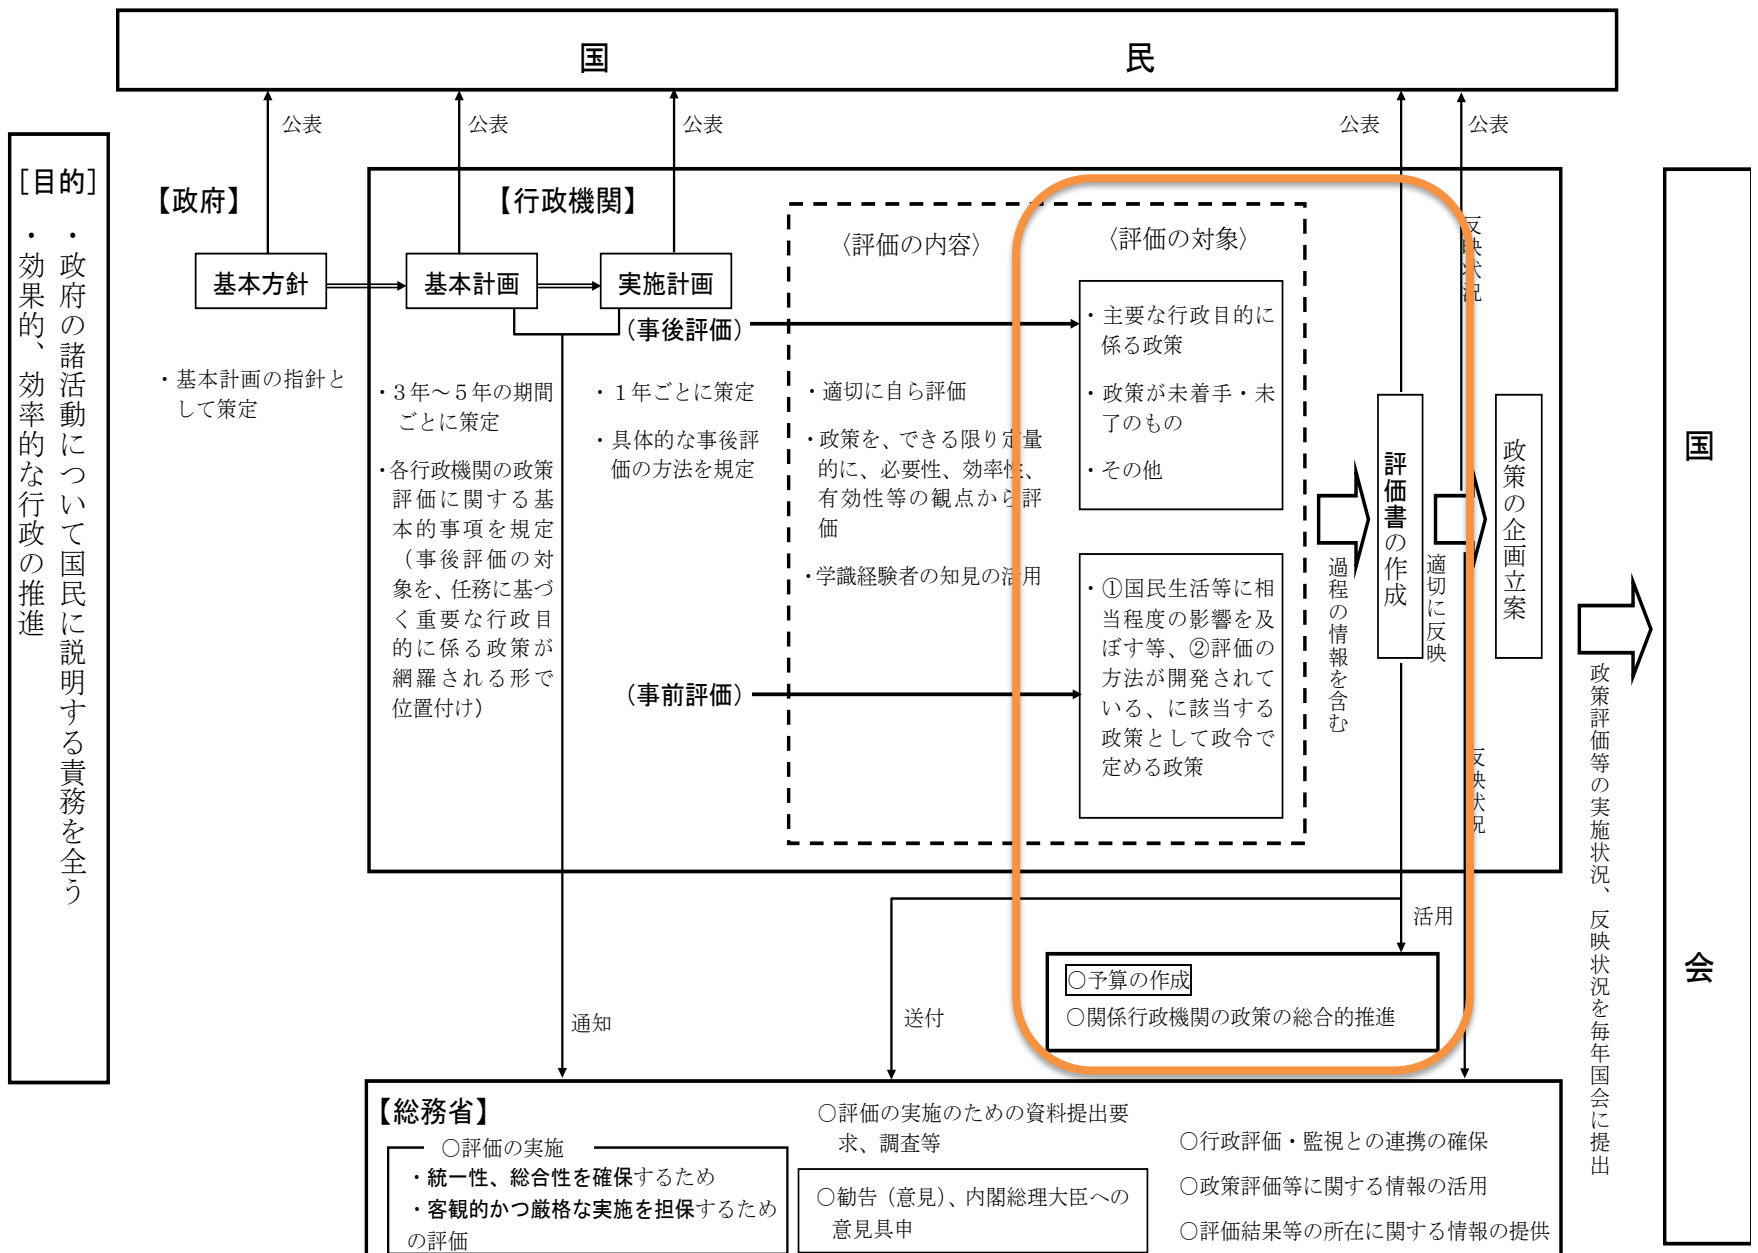 国 民
公表
公表
公表
公表
公表
［目的］
・政府の諸活動について国民に説明する責務を全う
・効果的、効率的な行政の推進
【政府】
基本方針
・基本計画の指針と
して策定
【行政機関】
基本計画
実施計画
・３年～５年の期間
ごとに策定
・各行政機関の政策
評価に関する基
本的事項を規定
（事後評価の対
象を、任務に基づ
く重要な行政目
的に係る政策が
網羅される形で
位置付け）
・１年ごとに策定
・具体的な事後評
価の方法を規定
（事後評価）
（事前評価）
〈評価の内容〉
・適切に自ら評価
・政策を、できる限り定量
的に、必要性、効率性、
有効性等の観点から評
価
・学識経験者の知見の活用
〈評価の対象〉
・主要な行政目的に
係る政策
・政策が未着手・未
了のもの
・その他
・①国民生活等に相
当程度の影響を及
ぼす等、②評価の
方法が開発されて
いる、に該当する
政策として政令で
定める政策
過程の情報を含む
評価書の作成
適切に反映
政策の企画立案
反映状況
反映状況
政策評価等の実施状況、反映状況を毎年国会に提出
国会
通知
送付
活用
○予算の作成
○関係行政機関の政策の総合的推進
【総務省】
○評価の実施
・統一性、総合性を確保するため
・客観的かつ厳格な実施を担保するため
の評価
○評価の実施のための資料提出要
求、調査等
○勧告（意見）、内閣総理大臣への
意見具申
○行政評価・監視との連携の確保
○政策評価等に関する情報の活用
○評価結果等の所在に関する情報の提供